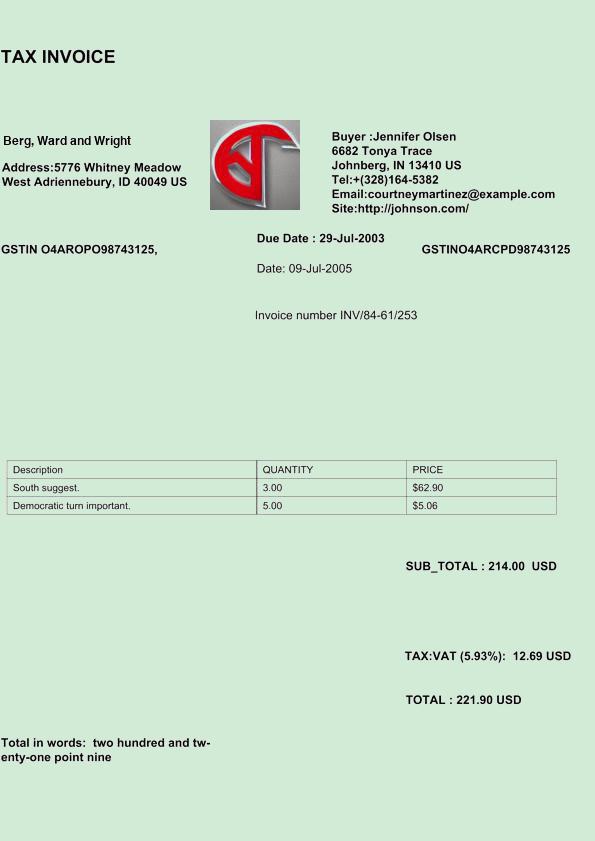 TAX INVOICE
Berg, Ward and Wright
Address:5776 Whitney Meadow
West Adriennebury, ID 40049 US
Buyer :Jennifer Olsen
6682 Tonya Trace
Johnberg, IN 13410 US
Tel:+(328)164-5382
Email:courtneymartinez@example.com
Site:http://johnson.com/
GSTIN O4AROPO98743125,
Due Date : 29-Jul-2003
GSTINO4ARCPD98743125
Date: 09-Jul-2005
Invoice number INV/84-61/253
Description QUANTITY PRICE
South suggest. 3.00 $62.90
Democratic turn important. 5.00 $5.06
SUB_TOTAL : 214.00 USD
TAX:VAT (5.93%): 12.69 USD
TOTAL : 221.90 USD
Total in words: two hundred and tw-
enty-one point nine